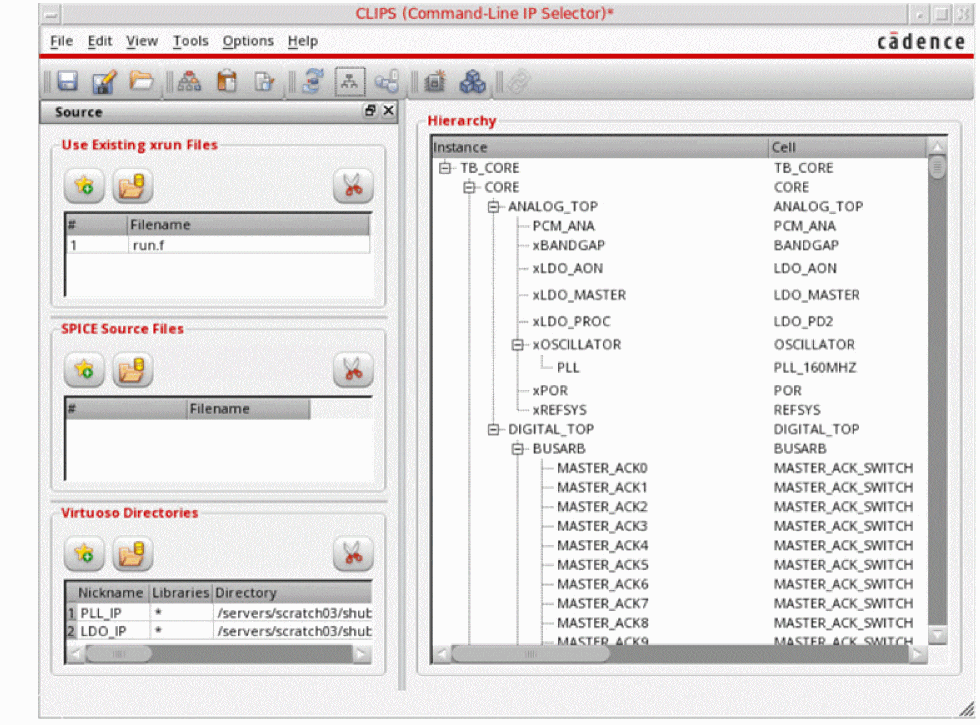 CLIPS (Command-Line IP Selector)*
File Edit View Tools Options Help
cādence
Source
Use Existing xrun Files
# Filename
1 run.f
SPICE Source Files
# Filename
Virtuoso Directories
Nickname Libraries Directory
1 PLL_IP * /servers/scratch03/shub
2 LDO_IP * /servers/scratch03/shub
Hierarchy
Instance Cell
TB_CORE TB_CORE
CORE CORE
ANALOG_TOP ANALOG_TOP
PCM_ANA PCM_ANA
xBANDGAP BANDGAP
xLDO_AON LDO_AON
xLDO_MASTER LDO_MASTER
xLDO_PROC LDO_PD2
xOSCILLATOR OSCILLATOR
PLL PLL_160MHZ
xPOR POR
xREFSYS REFSYS
DIGITAL_TOP DIGITAL_TOP
BUSARB BUSARB
MASTER_ACK0 MASTER_ACK_SWITCH
MASTER_ACK1 MASTER_ACK_SWITCH
MASTER_ACK2 MASTER_ACK_SWITCH
MASTER_ACK3 MASTER_ACK_SWITCH
MASTER_ACK4 MASTER_ACK_SWITCH
MASTER_ACK5 MASTER_ACK_SWITCH
MASTER_ACK6 MASTER_ACK_SWITCH
MASTER_ACK7 MASTER_ACK_SWITCH
MASTER_ACK8 MASTER_ACK_SWITCH
MASTER_ACK9 MASTER_ACK_SWITCH